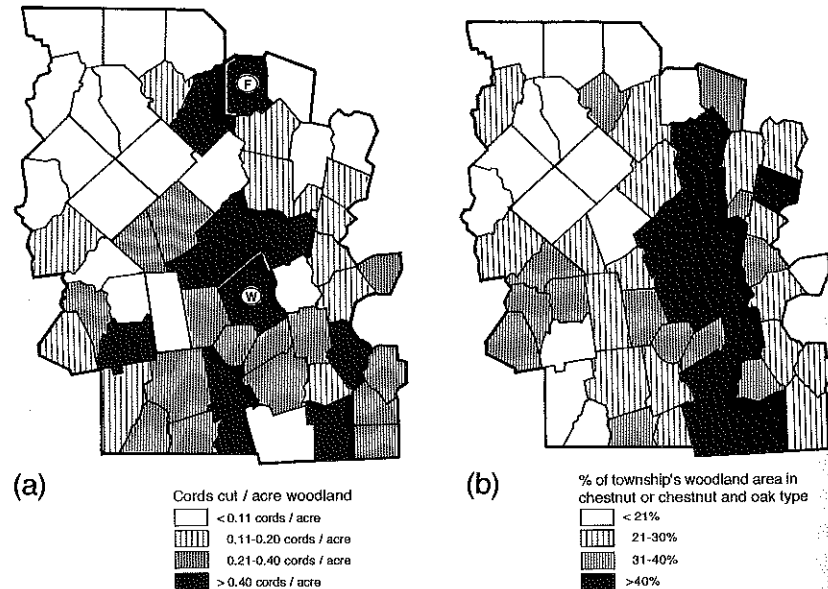 F
W
(a)
Cords cut / acre woodland
<0.11 cords / acre
0.11-0.20 cords / acre
0.21-0.40 cords / acre
>0.40 cords / acre
(b)
% of township's woodland area in
chestnut or chestnut and oak type
<21%
21-30%
31-40%
>40%